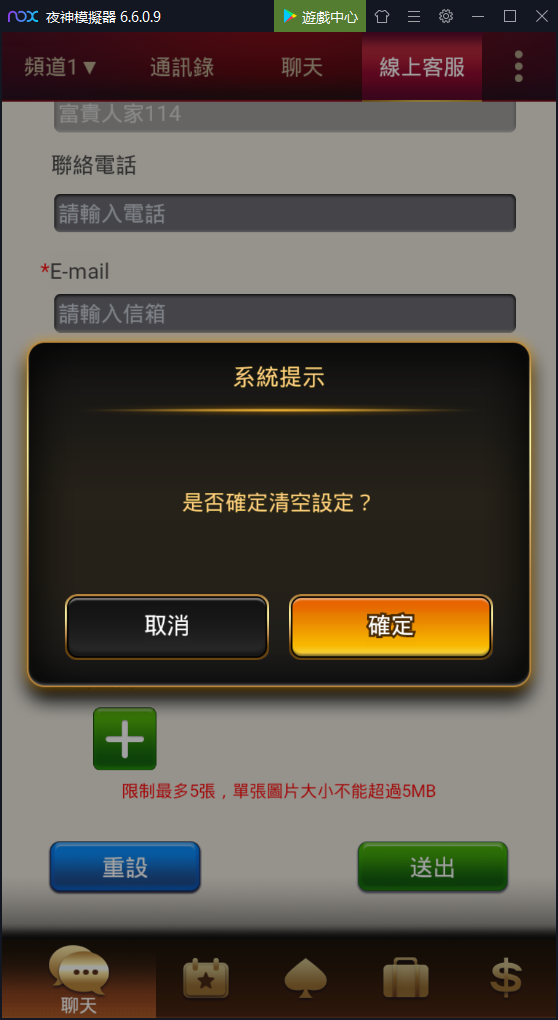 nox 夜神模擬器 6.6.0.9 遊戲中心
頻道1▼ 通訊錄 聊天 線上客服
富貴人家114
聯絡電話
請輸入電話
*E-mail
請輸入信箱
系統提示
是否確定清空設定？
取消 確定
限制最多5張，單張圖片大小不能超過5MB
重設 送出
聊天